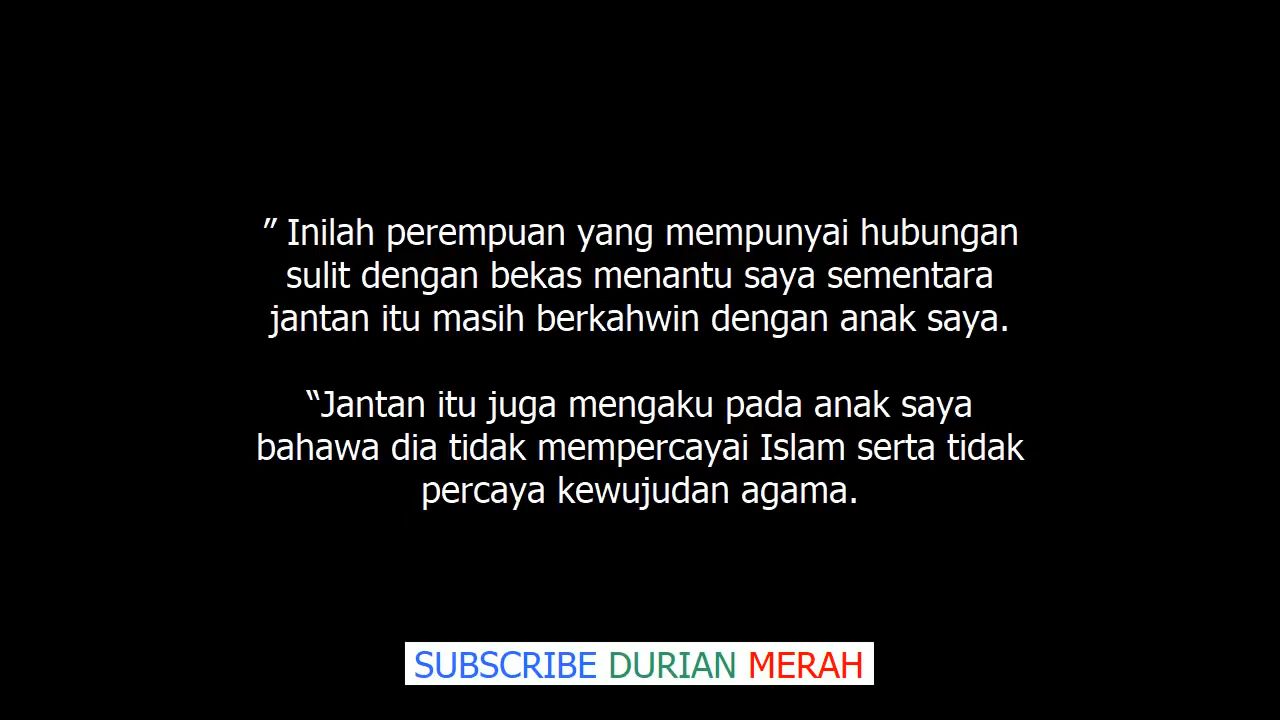 ” Inilah perempuan yang mempunyai hubungan
sulit dengan bekas menantu saya sementara
jantan itu masih berkahwin dengan anak saya.
“Jantan itu juga mengaku pada anak saya
bahawa dia tidak mempercayai Islam serta tidak
percaya kewujudan agama.
SUBSCRIBE DURIAN MERAH